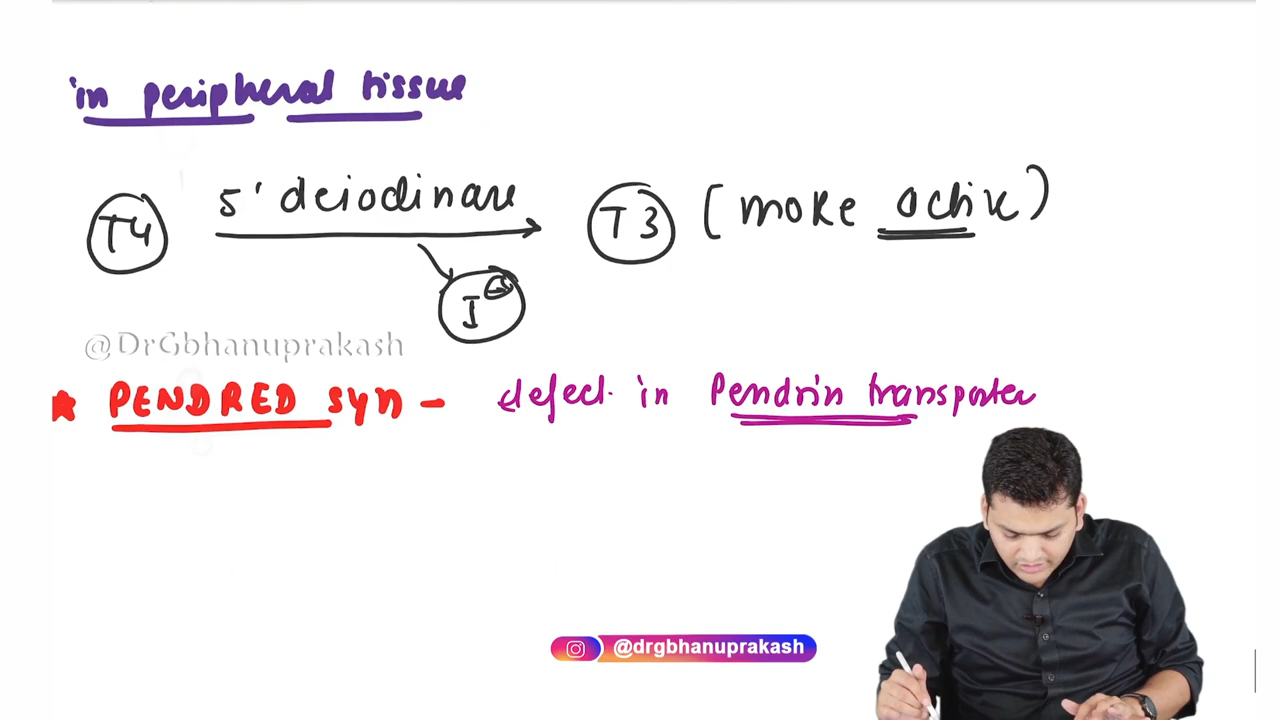 in peripheral tissue
5' deiodinase
T4 T3 (more active)
I⊖
@DrGbhanuprakash
★ PENDRED syn - defect in Pendrin transporter
@drgbhanuprakash